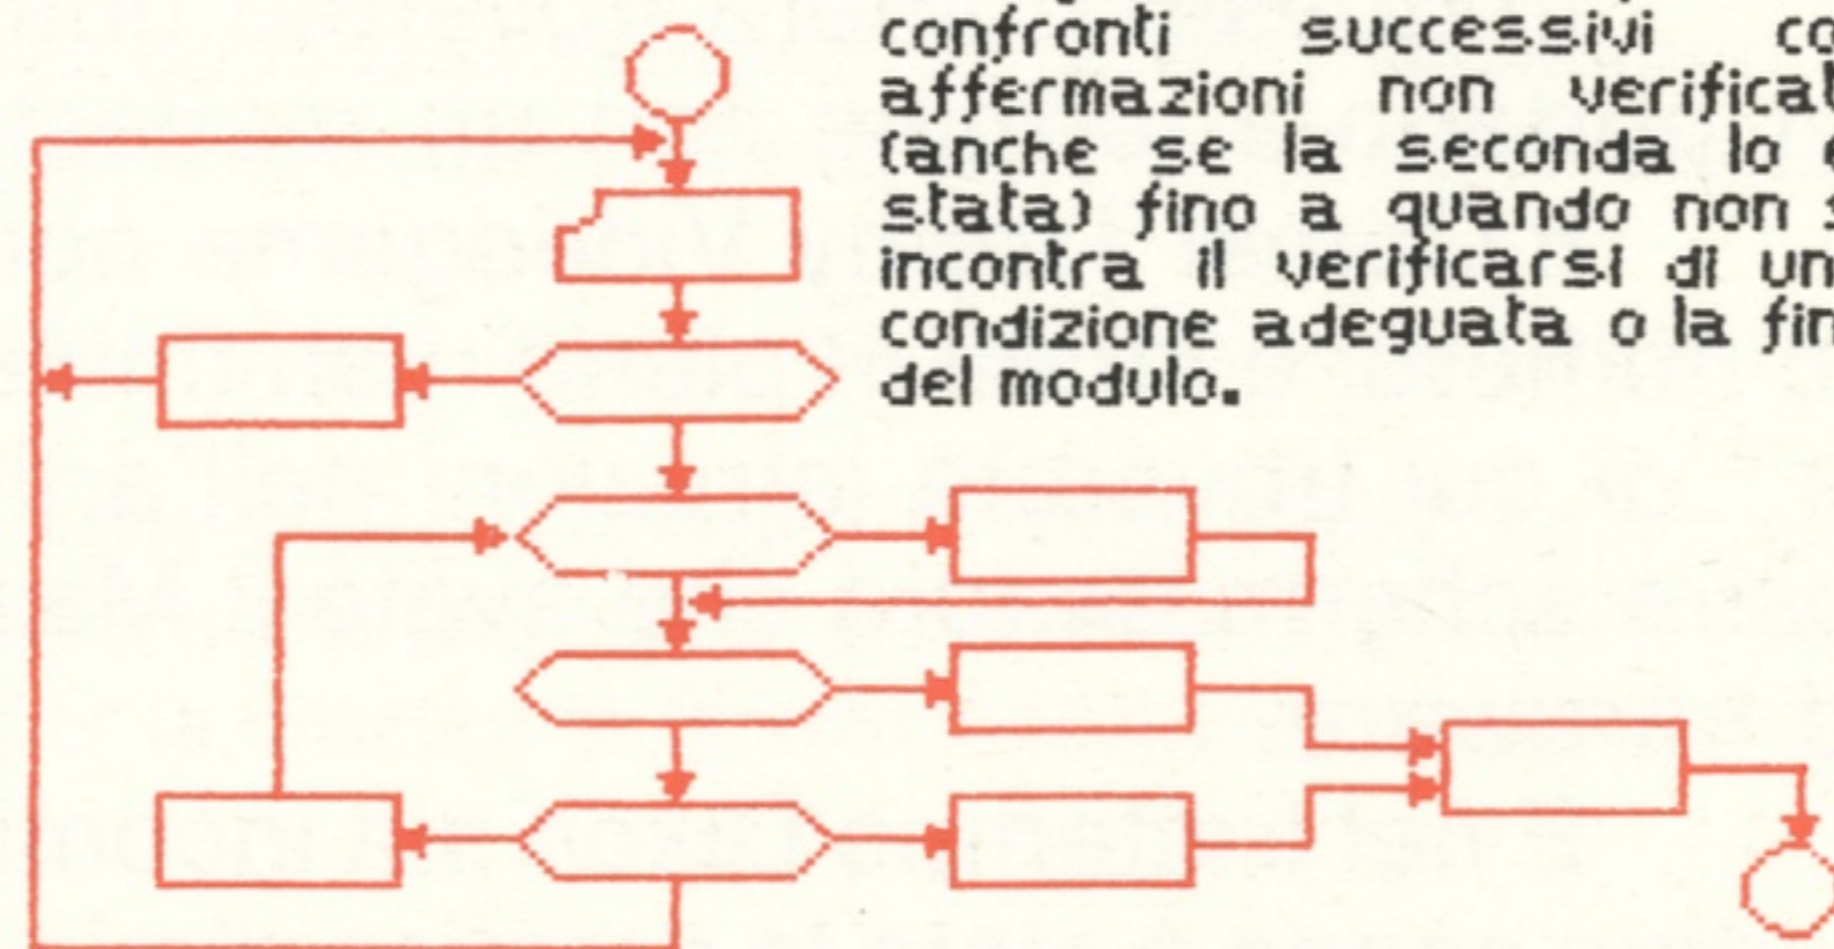 confronti successivi
affermazioni non
(anche se la seconda lo
stata) fino a quando non
incontra il verificarsi di
condizione adeguata o la
del modulo.